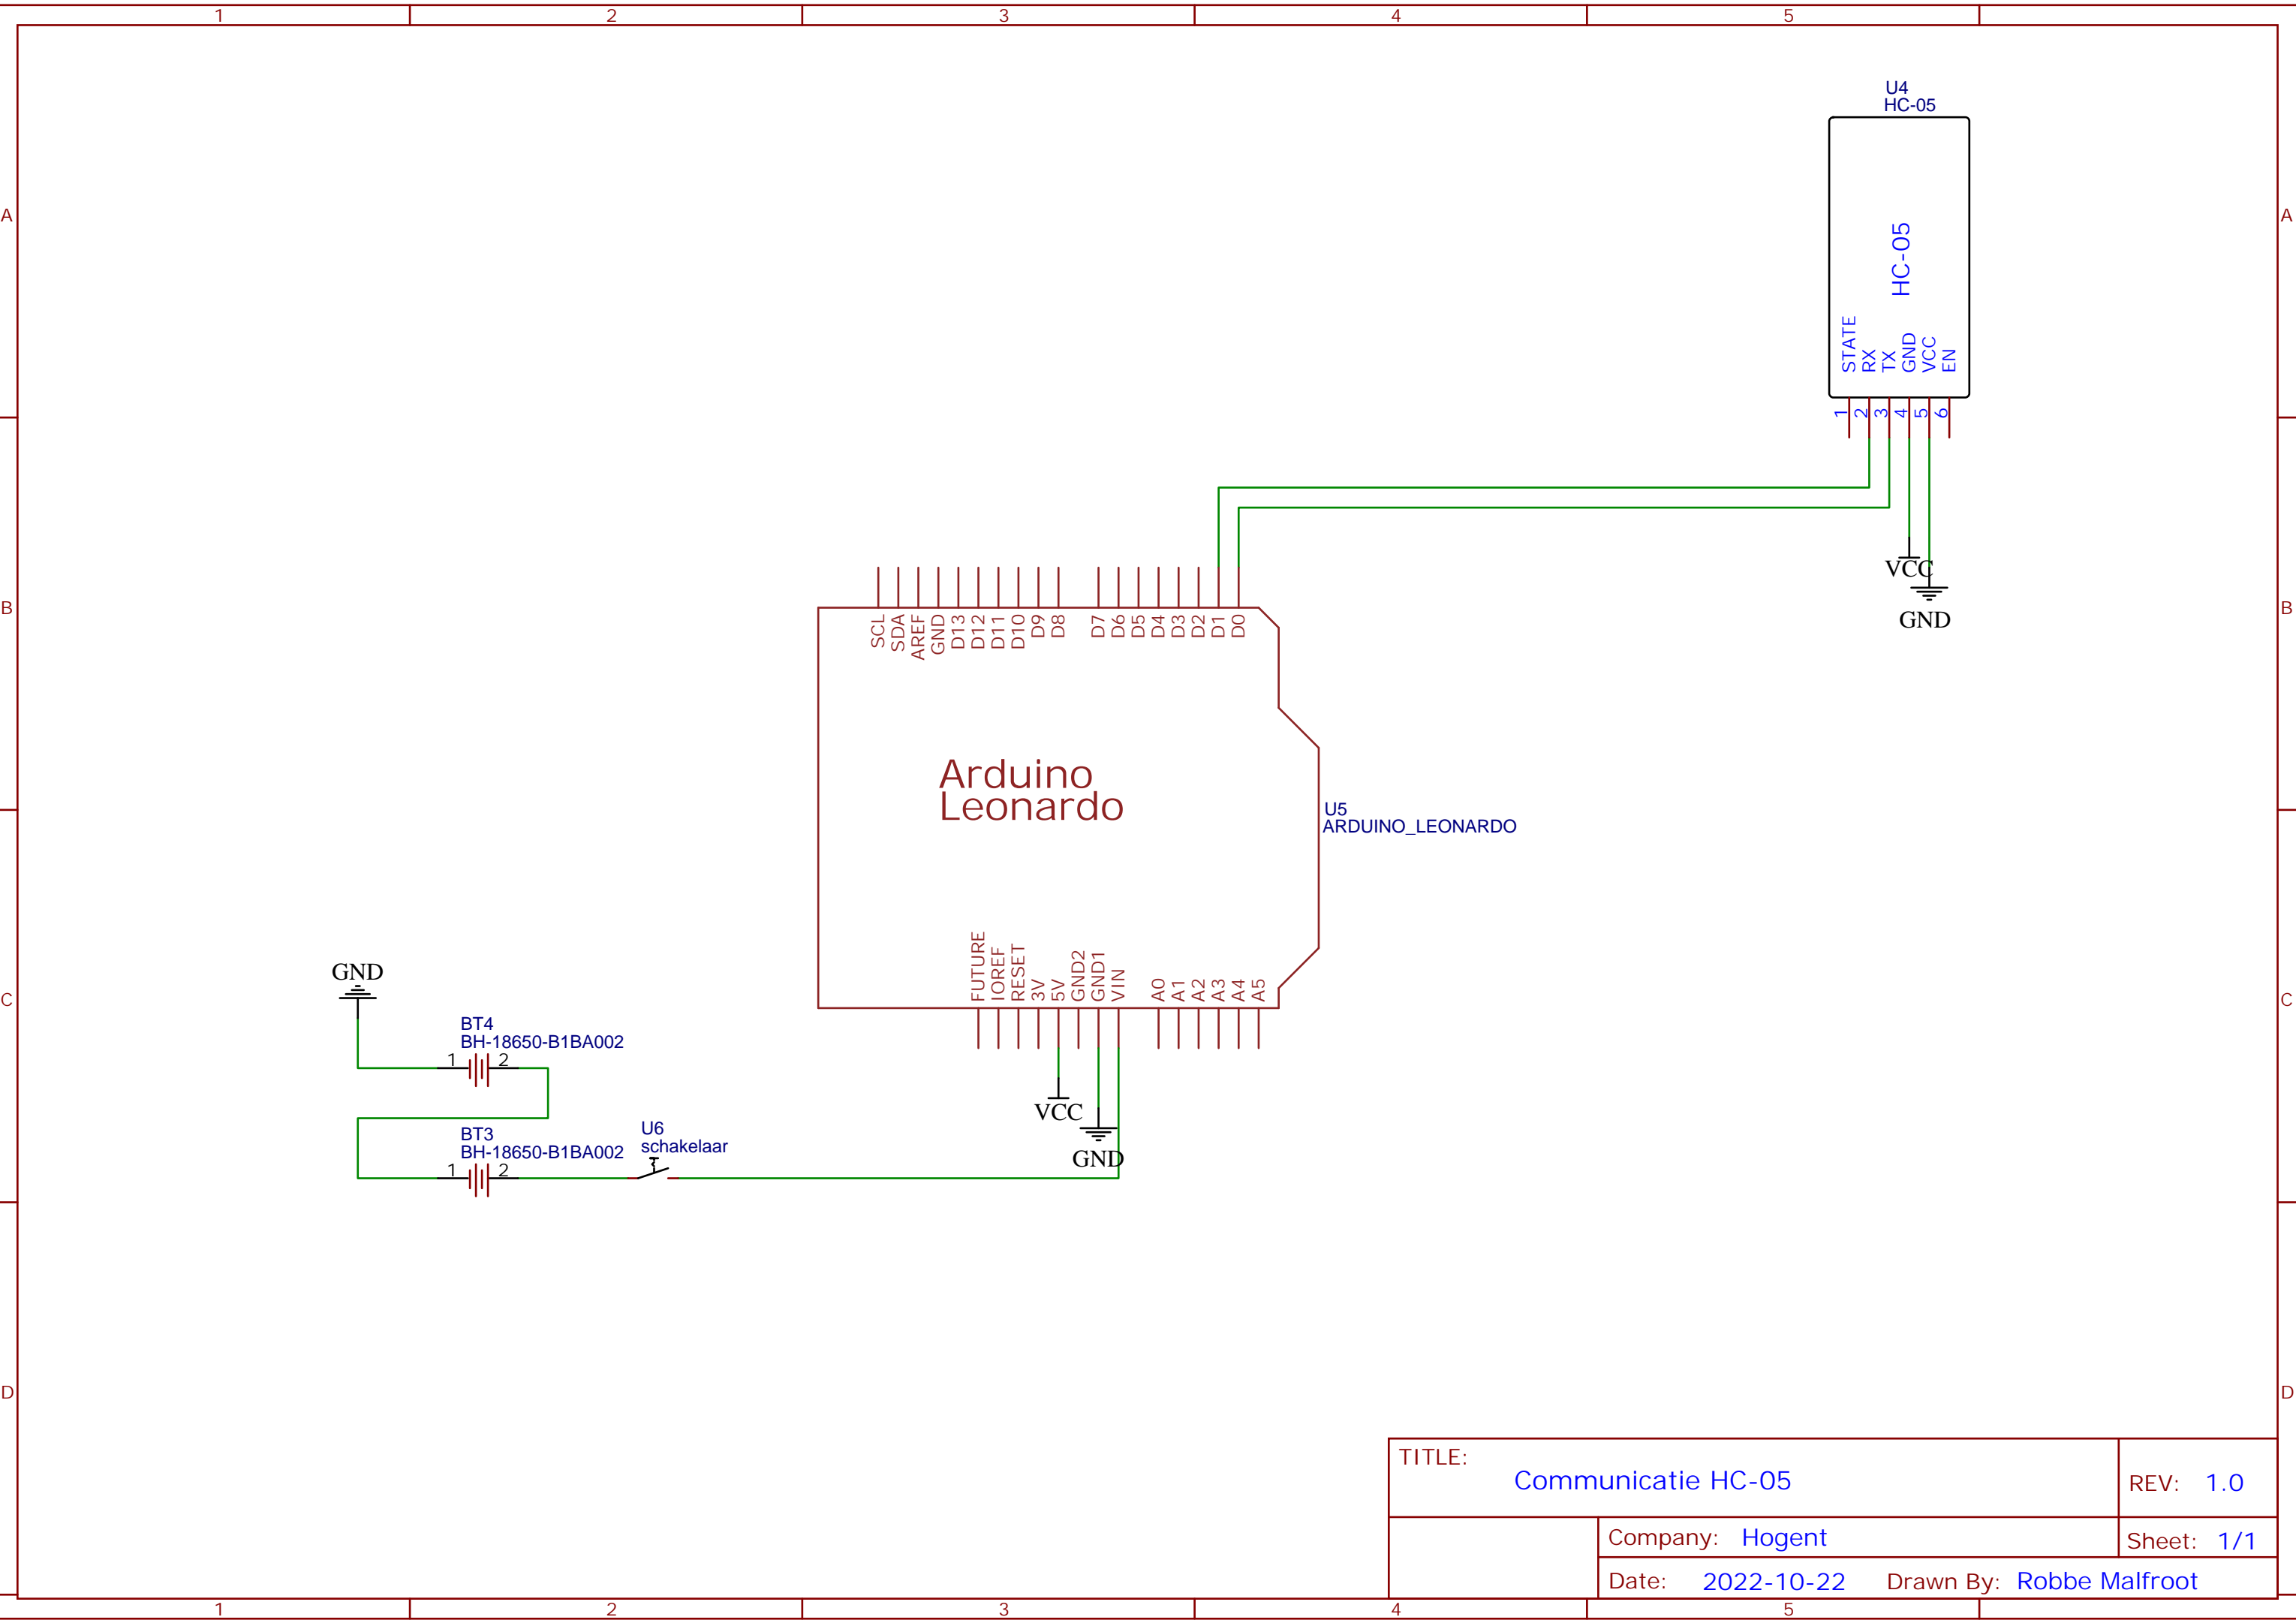 1 2 3 4 5
A A
B B
C C
D D
U4
HC-05
HC-05
STATE
RX
TX
GND
VCC
EN
1 2 3 4 5 6
VCC
GND
SCL
SDA
AREF
GND
D13
D12
D11
D10
D9
D8
D7
D6
D5
D4
D3
D2
D1
D0
Arduino
Leonardo
U5
ARDUINO_LEONARDO
FUTURE
IOREF
RESET
3V
5V
GND2
GND1
VIN
A0
A1
A2
A3
A4
A5
VCC
GND
GND
BT4
BH-18650-B1BA002
1 2
BT3
BH-18650-B1BA002
1 2
U6
schakelaar
TITLE:
Communicatie HC-05
REV: 1.0
Company: Hogent
Sheet: 1/1
Date: 2022-10-22
Drawn By: Robbe Malfroot
1 2 3 4 5